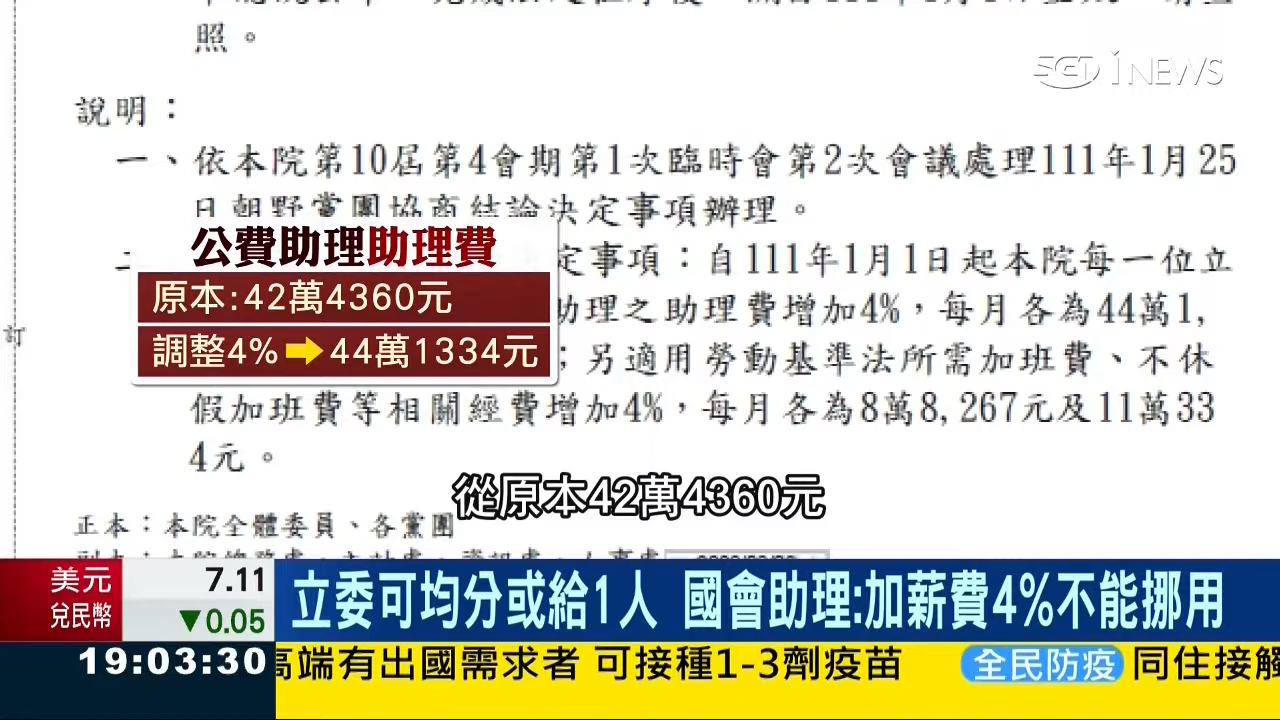 照。
SET iNEWS
說明：
一、依本院第10屆第4會期第1次臨時會第2次會議處理111年1月25
日朝野黨團協商結論決定事項辦理。
定事項：自111年1月1日起本院每一位立
助理之助理費增加4%，每月各為44萬1,
；另適用勞動基準法所需加班費、不休
假加班費等相關經費增加4%，每月各為8萬8,267元及11萬33
4元。
訂
公費助理助理費
原本:42萬4360元
調整4%➡44萬1334元
從原本42萬4360元
正本：本院全體委員、各黨團
美元
兌民幣
7.11
▼0.05
立委可均分或給1人 國會助理:加薪費4%不能挪用
19:03:30
高端有出國需求者 可接種1-3劑疫苗 全民防疫 同住接觸